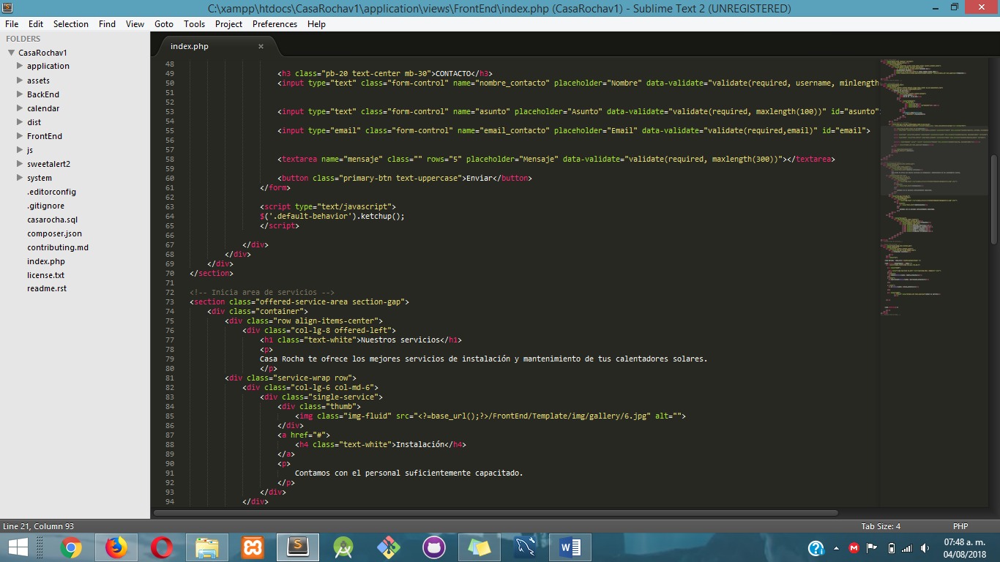 C:\xampp\htdocs\CasaRochav1\application\views\FrontEnd\index.php (CasaRochav1) - Sublime Text 2 (UNREGISTERED)
File Edit Selection Find View Goto Tools Project Preferences Help
FOLDERS
CasaRochav1
application
assets
BackEnd
calendar
dist
FrontEnd
js
sweetalert2
system
.editorconfig
.gitignore
casarocha.sql
composer.json
contributing.md
index.php
license.txt
readme.rst
index.php
48
49 <h3 class="pb-20 text-center mb-30">CONTACTO</h3>
50 <input type="text" class="form-control" name="nombre_contacto" placeholder="Nombre" data-validate="validate(required, username, minlength
51
52
53 <input type="text" class="form-control" name="asunto" placeholder="Asunto" data-validate="validate(required, maxlength(100))" id="asunto"
54
55 <input type="email" class="form-control" name="email_contacto" placeholder="Email" data-validate="validate(required,email)" id="email">
56
57
58 <textarea name="mensaje" class="" rows="5" placeholder="Mensaje" data-validate="validate(required, maxlength(300))"></textarea>
59
60 <button class="primary-btn text-uppercase">Enviar</button>
61 </form>
62
63 <script type="text/javascript">
64 $('.default-behavior').ketchup();
65 </script>
66
67 </div>
68 </div>
69 </div>
70 </section>
71
72 <!-- Inicia area de servicios -->
73 <section class="offered-service-area section-gap">
74 <div class="container">
75 <div class="row align-items-center">
76 <div class="col-lg-8 offered-left">
77 <h1 class="text-white">Nuestros servicios</h1>
78 <p>
79 Casa Rocha te ofrece los mejores servicios de instalación y mantenimiento de tus calentadores solares.
80 </p>
81 <div class="service-wrap row">
82 <div class="col-lg-6 col-md-6">
83 <div class="single-service">
84 <div class="thumb">
85 <img class="img-fluid" src="<?=base_url();?>/FrontEnd/Template/img/gallery/6.jpg" alt="">
86 </div>
87 <a href="#">
88 <h4 class="text-white">Instalación</h4>
89 </a>
90 <p>
91 Contamos con el personal suficientemente capacitado.
92 </p>
93 </div>
94 </div>
Line 21, Column 93
Tab Size: 4
PHP
07:48 a. m.
04/08/2018